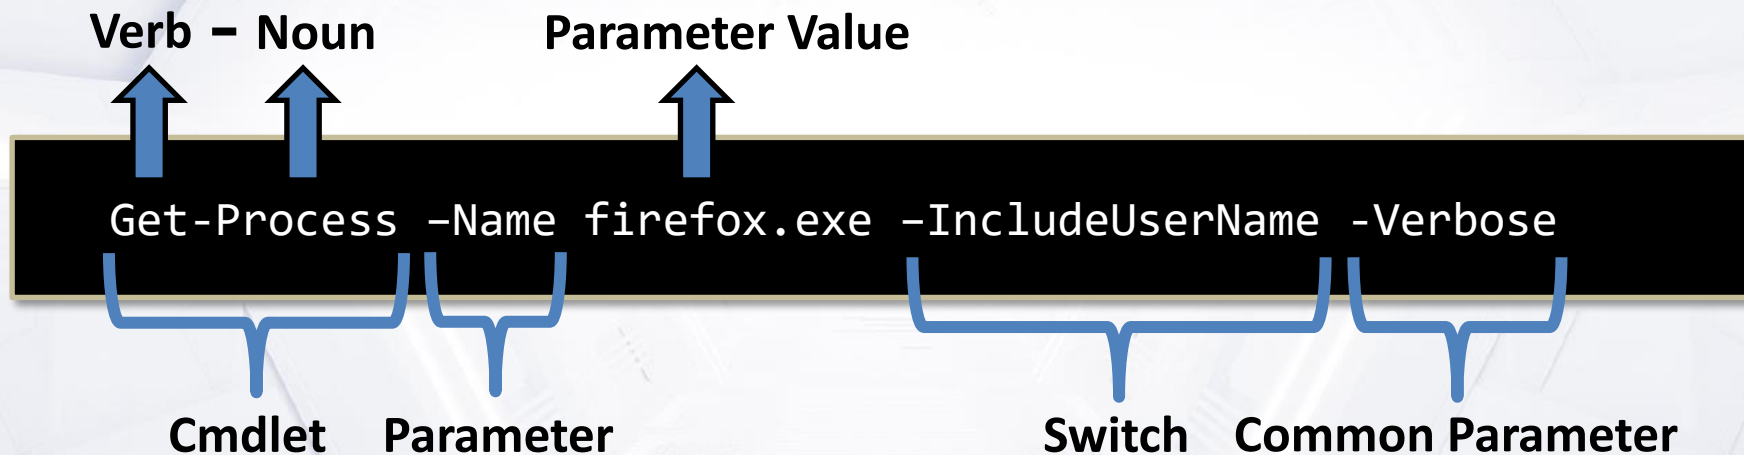 Verb - Noun Parameter Value
Get-Process –Name firefox.exe –IncludeUserName -Verbose
Cmdlet Parameter Switch Common Parameter